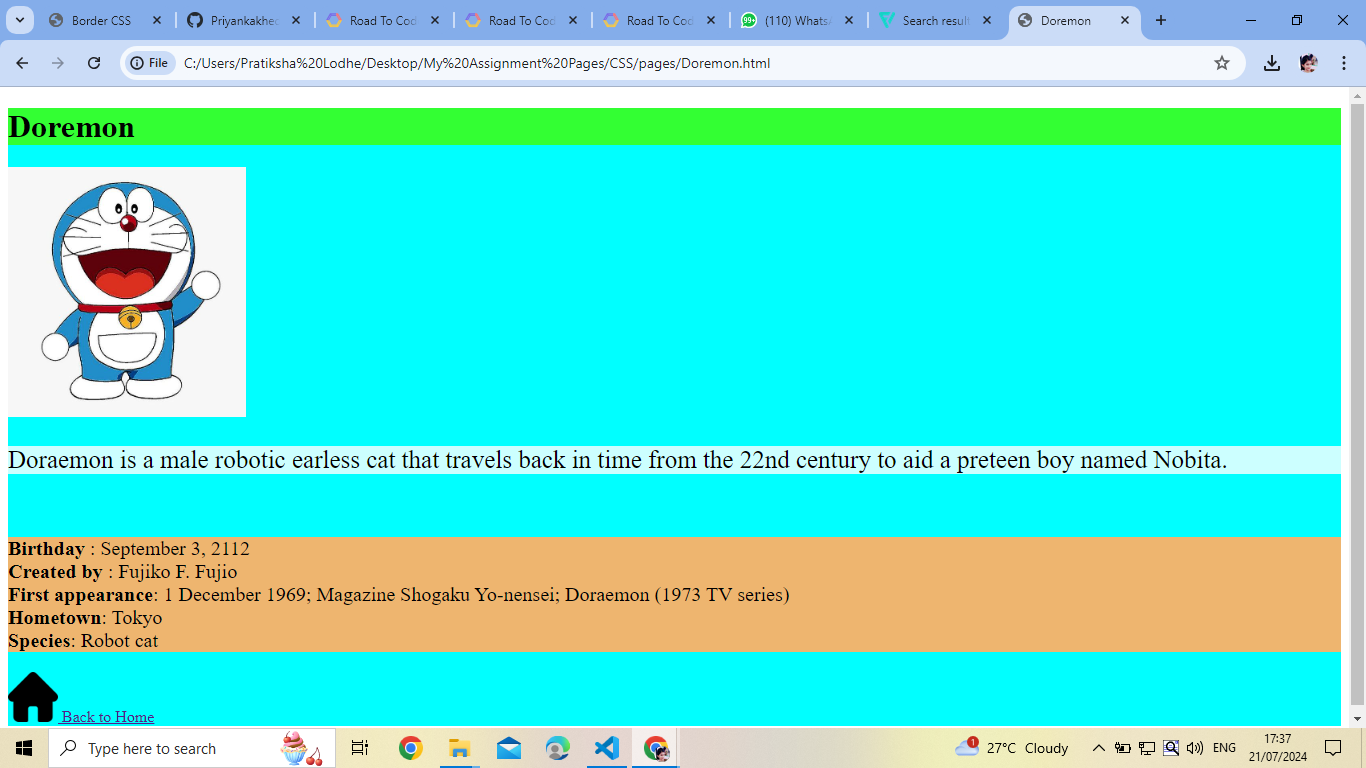 Border CSS
Priyankakhec
Road To Cod
Road To Cod
Road To Cod
(110) Whats
Search result
Doremon
File
C:/Users/Pratiksha%20Lodhe/Desktop/My%20Assignment%20Pages/CSS/pages/Doremon.html
Doremon
Doraemon is a male robotic earless cat that travels back in time from the 22nd century to aid a preteen boy named Nobita.
Birthday : September 3, 2112
Created by : Fujiko F. Fujio
First appearance: 1 December 1969; Magazine Shogaku Yo-nensei; Doraemon (1973 TV series)
Hometown: Tokyo
Species: Robot cat
Back to Home
Type here to search
1
27°C Cloudy
ENG
17:37
21/07/2024